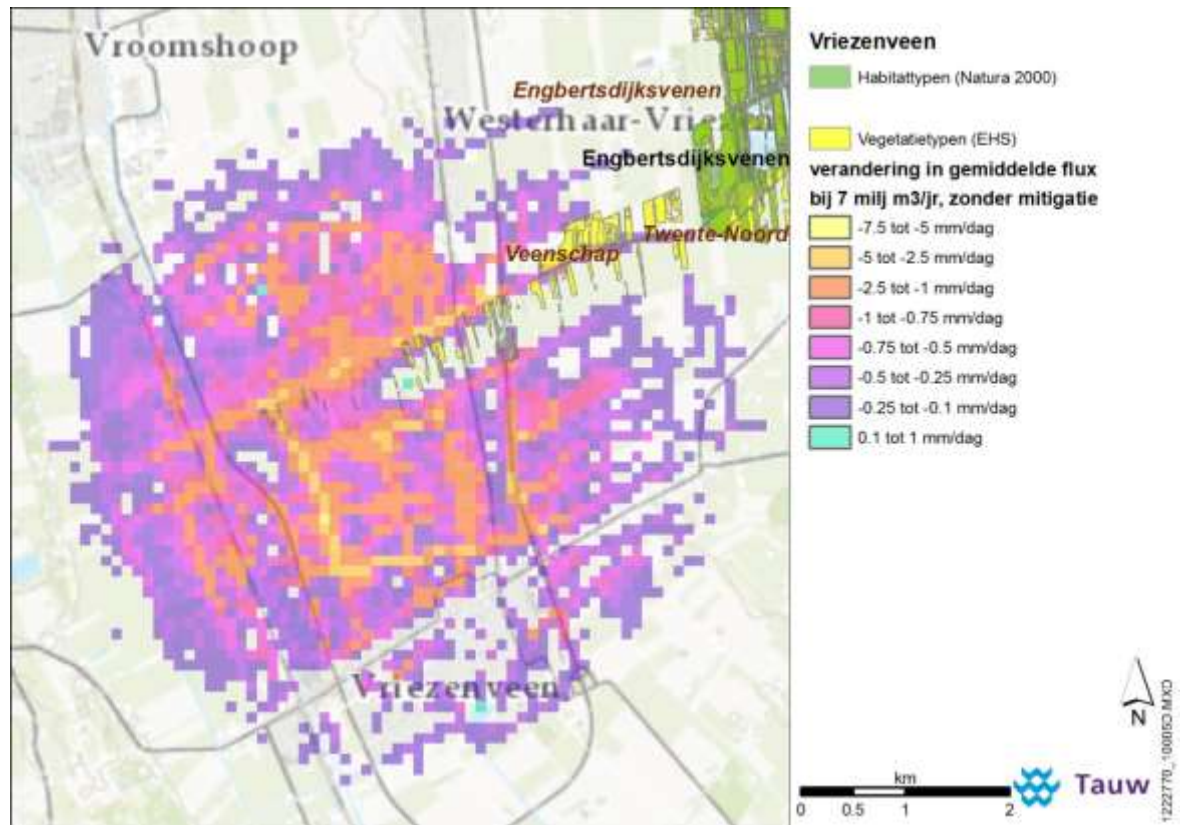 Vroomshoop
Engbertsdijksvenen
Westerhaar-Vriezen
Engbertsdijksvenen
Twente-Noord
Veenschap
Vriezenveen
Vriezenveen
Habitattypen (Natura 2000)
Vegetatietypen (EHS)
verandering in gemiddelde flux
bij 7 milj m3/jr, zonder mitigatie
-7.5 tot -5 mm/dag
-5 tot -2.5 mm/dag
-2.5 tot -1 mm/dag
-1 tot -0.75 mm/dag
-0.75 tot -0.5 mm/dag
-0.5 tot -0.25 mm/dag
-0.25 tot -0.1 mm/dag
0.1 tot 1 mm/dag
N
km
0 0.5 1 2
Tauw